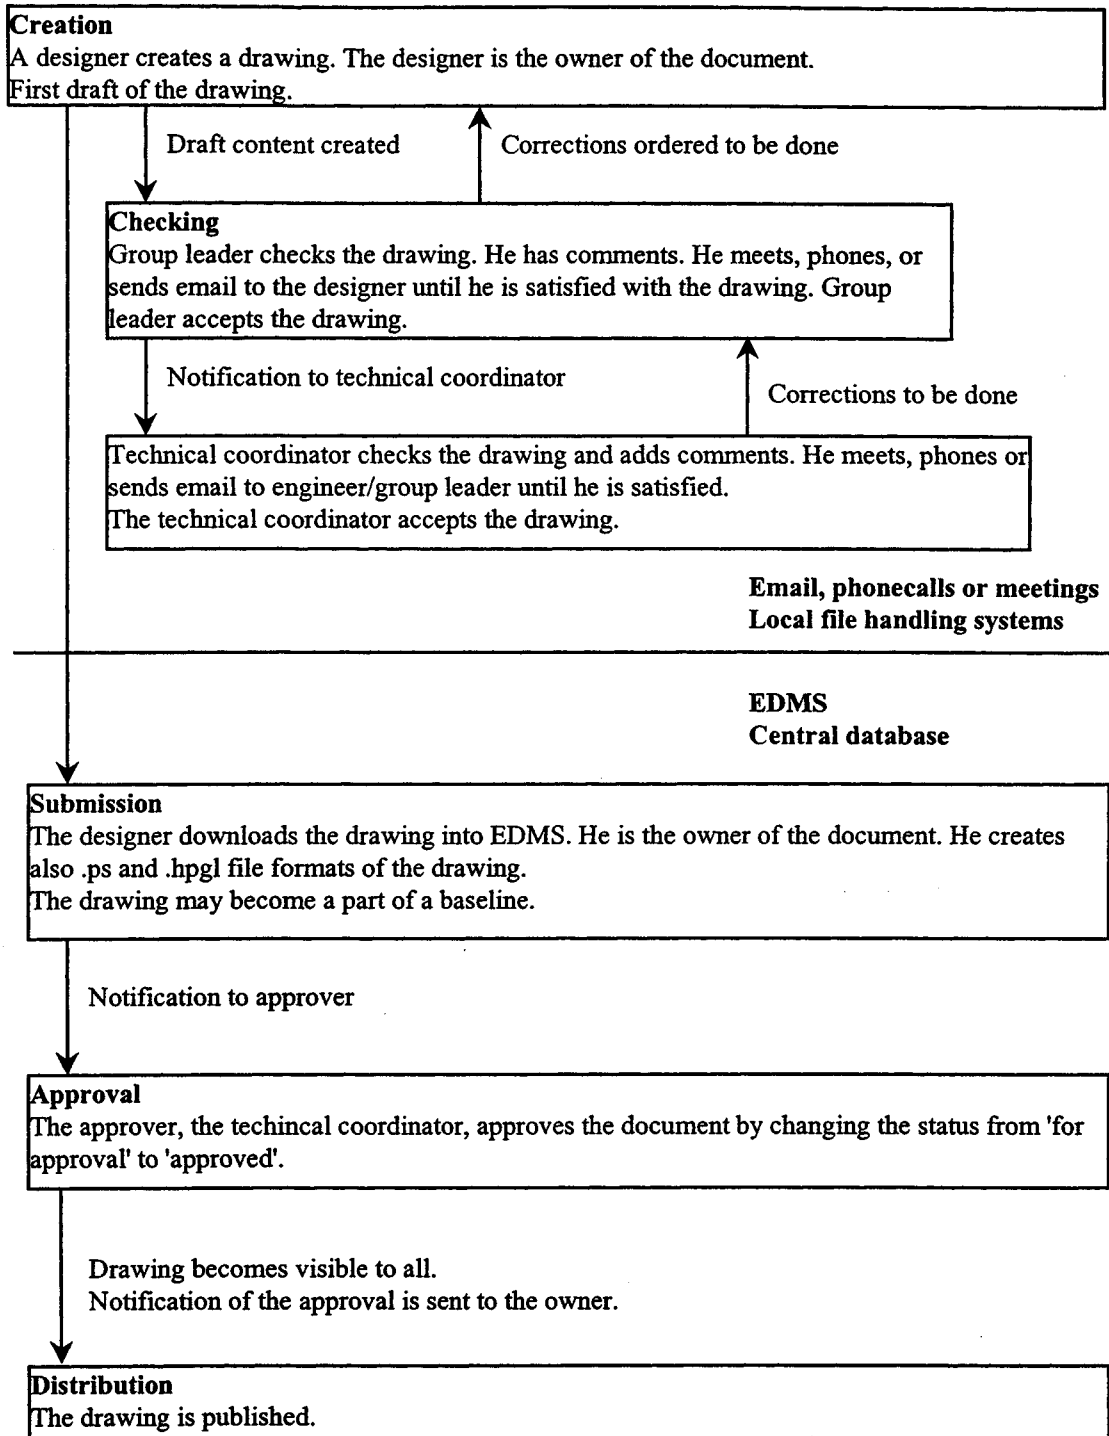 Creation
A designer creates a drawing. The designer is the owner of the document.
First draft of the drawing.
Draft content created
Corrections ordered to be done
Checking
Group leader checks the drawing. He has comments. He meets, phones, or
sends email to the designer until he is satisfied with the drawing. Group
leader accepts the drawing.
Notification to technical coordinator
Corrections to be done
Technical coordinator checks the drawing and adds comments. He meets, phones or
sends email to engineer/group leader until he is satisfied.
The technical coordinator accepts the drawing.
Email, phonecalls or meetings
Local file handling systems
EDMS
Central database
Submission
The designer downloads the drawing into EDMS. He is the owner of the document. He creates
also .ps and .hpgl file formats of the drawing.
The drawing may become a part of a baseline.
Notification to approver
Approval
The approver, the techincal coordinator, approves the document by changing the status from 'for
approval' to 'approved'.
Drawing becomes visible to all.
Notification of the approval is sent to the owner.
Distribution
The drawing is published.